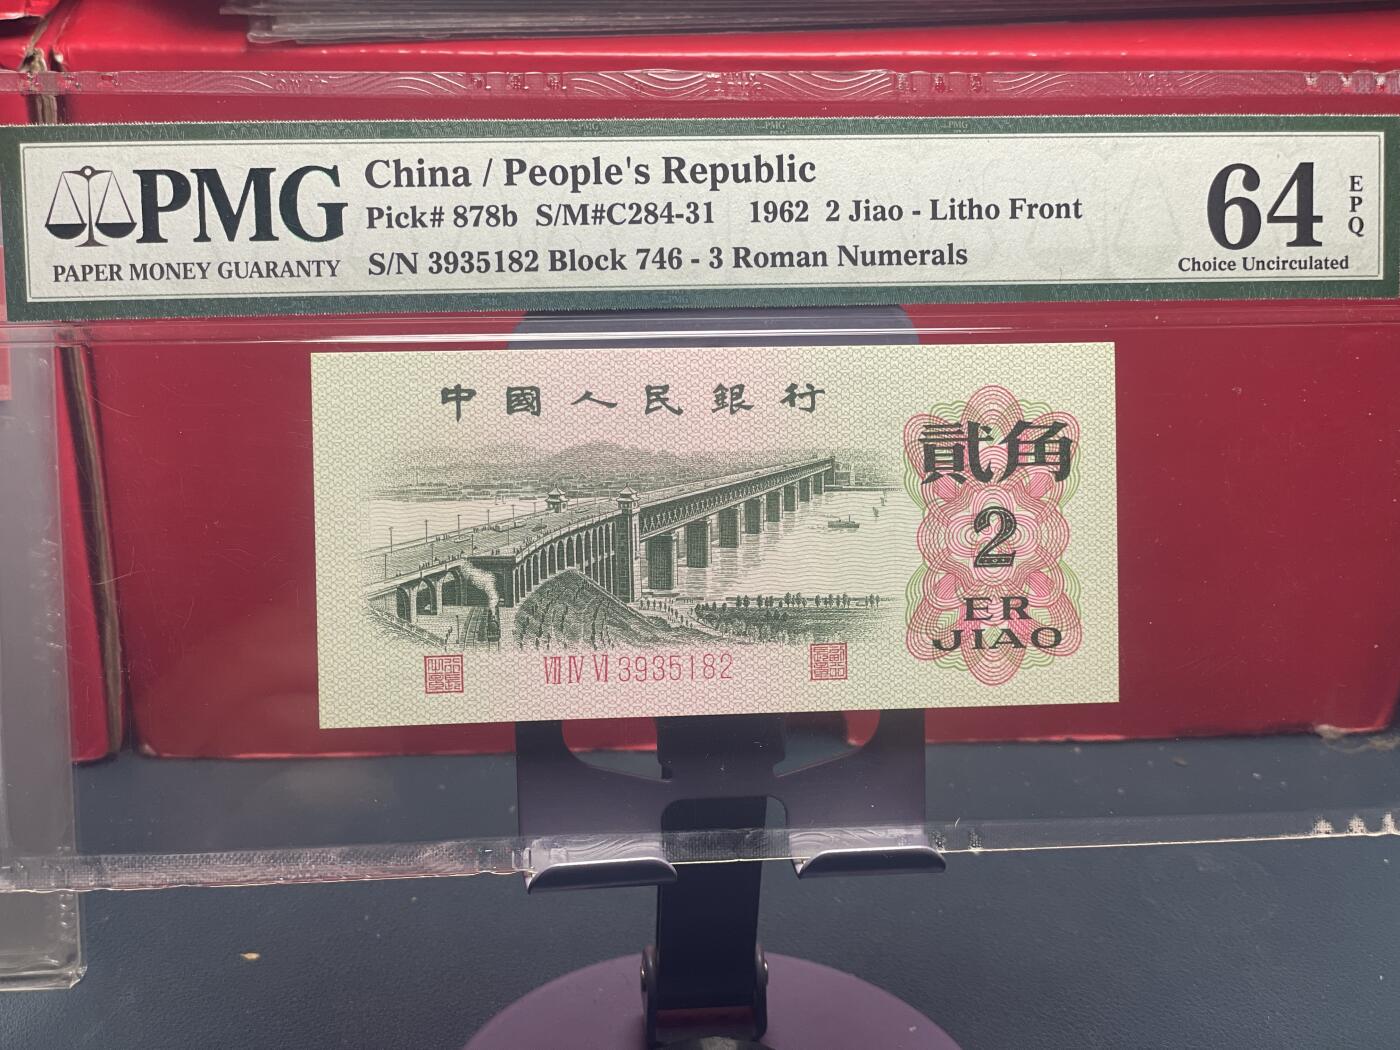 PMG
PAPER MONEY GUARANTY
China / People's Republic
Pick# 878b S/M#C284-31 1962 2 Jiao - Litho Front
S/N 3935182 Block 746 - 3 Roman Numerals
64
EPQ
Choice Uncirculated
中國人民銀行
貳角
2
ER
JIAO
VII IV VI 3935182